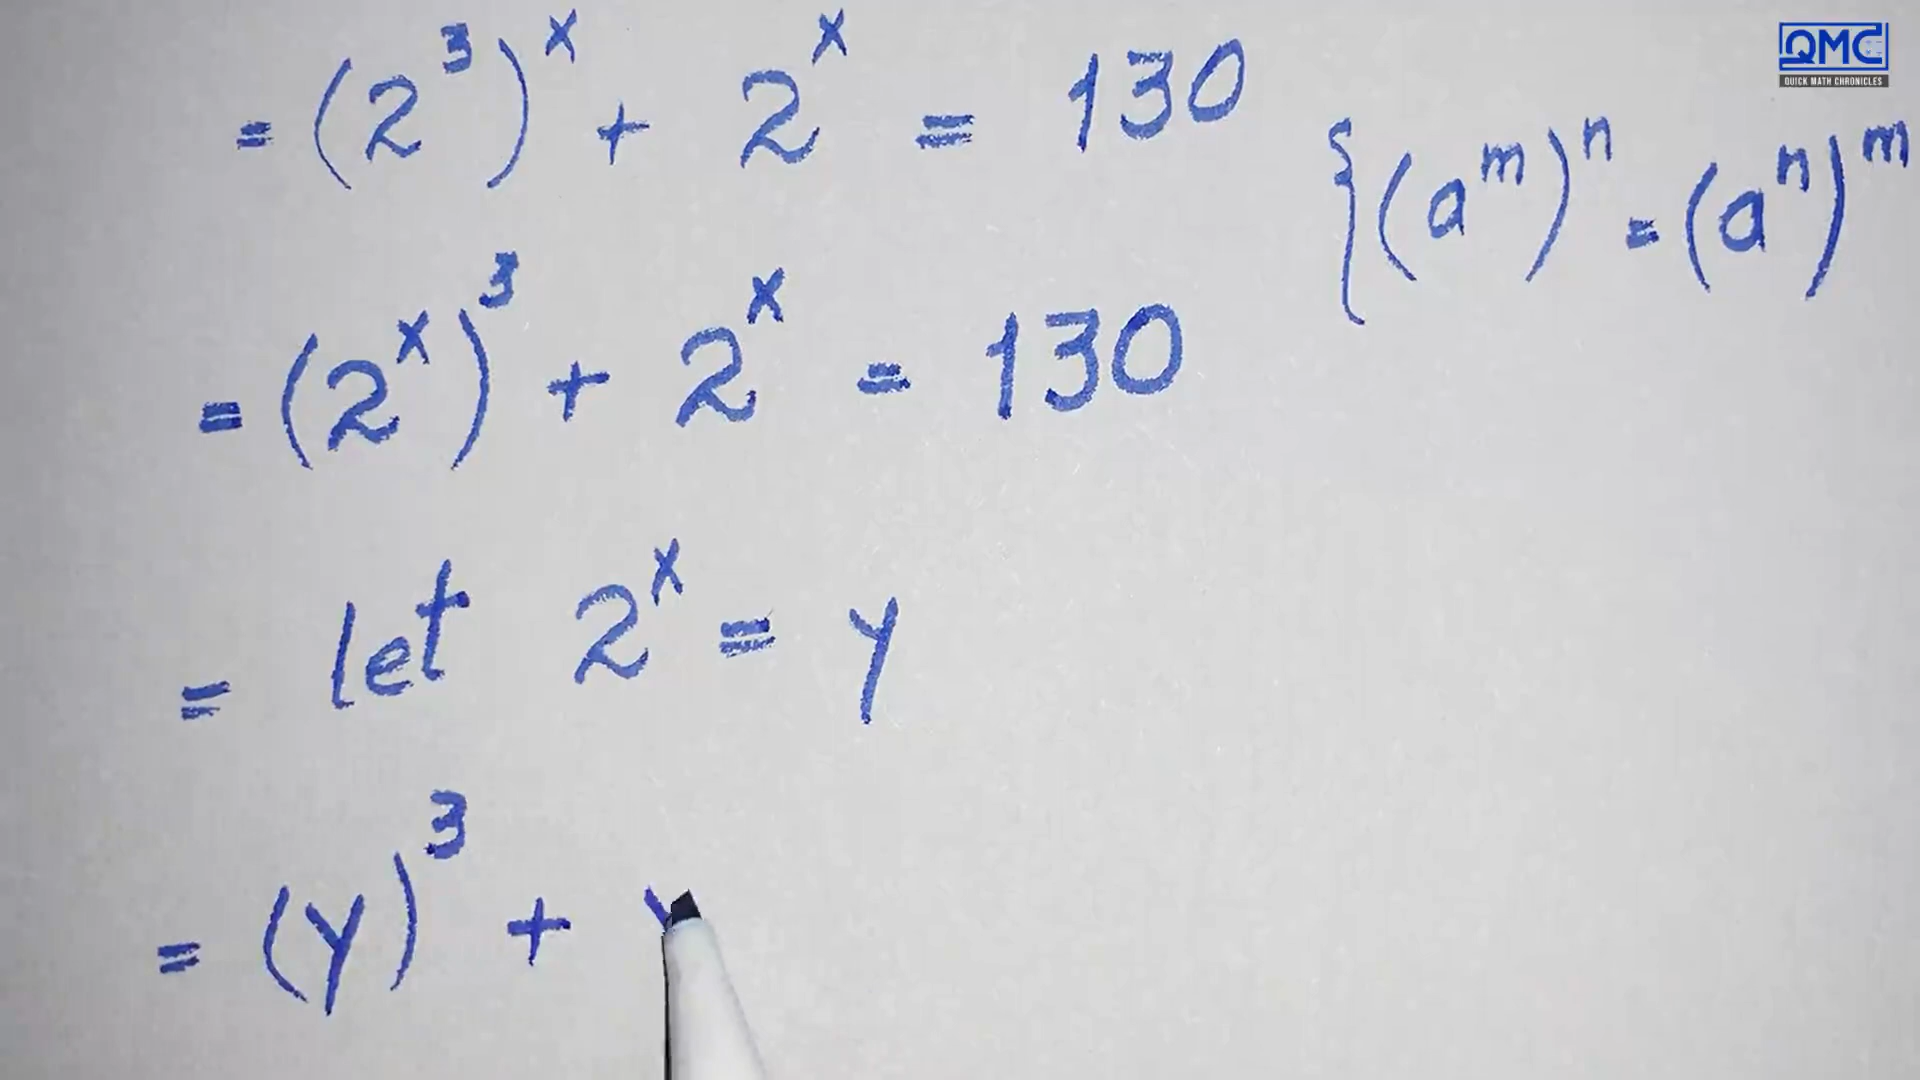 QMC
QUICK MATH CHRONICLES
= (2³)ˣ + 2ˣ = 130
{(aᵐ)ⁿ = (aⁿ)ᵐ
= (2ˣ)³ + 2ˣ = 130
= let 2ˣ = y
= (y)³ +